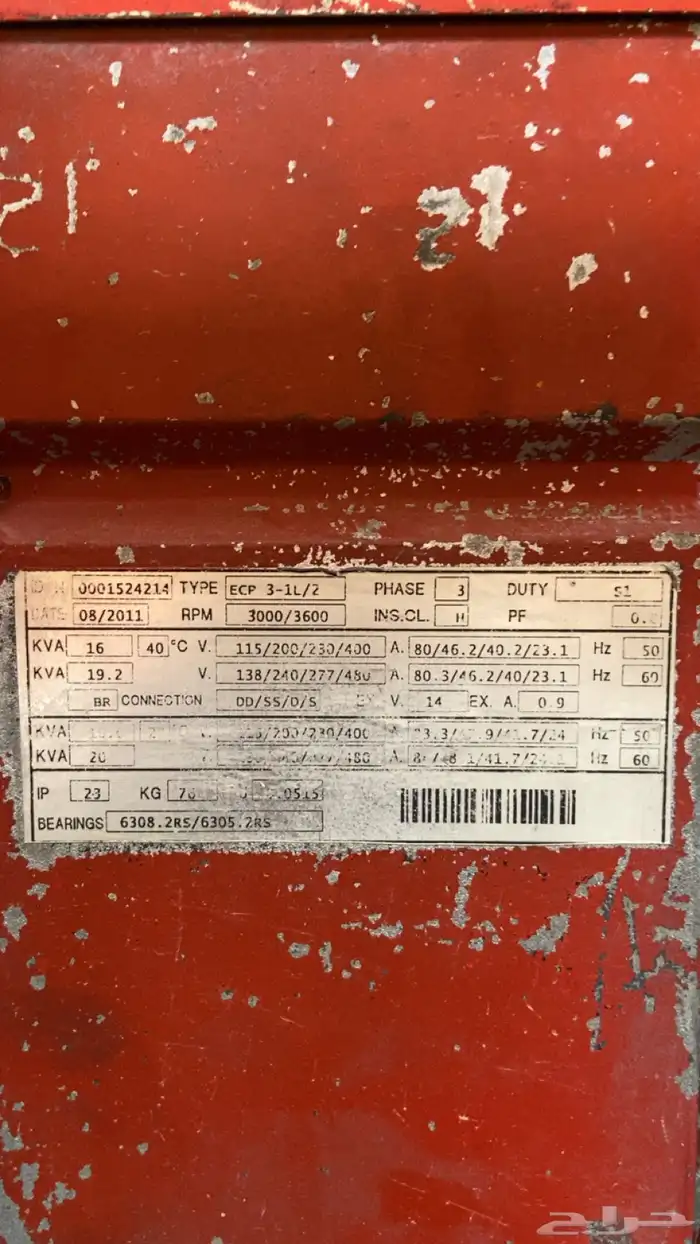 0001524214 TYPE ECP 3-1L/2 PHASE 3 DUTY S1
DATE 08/2011 RPM 3000/3600 INS.CL. H PF
KVA 16 40 °C V. 115/200/230/400 A. 80/46.2/40.2/23.1 Hz 50
KVA 19.2 V. 138/240/277/480 A. 80.3/46.2/40/23.1 Hz 60
BR CONNECTION DD/SS/D/S EX V. 14 EX. A. 0.9
KVA Hz 50
KVA 20 Hz 60
IP 23 KG
BEARINGS 6308.2RS/6305.2RS
حراج